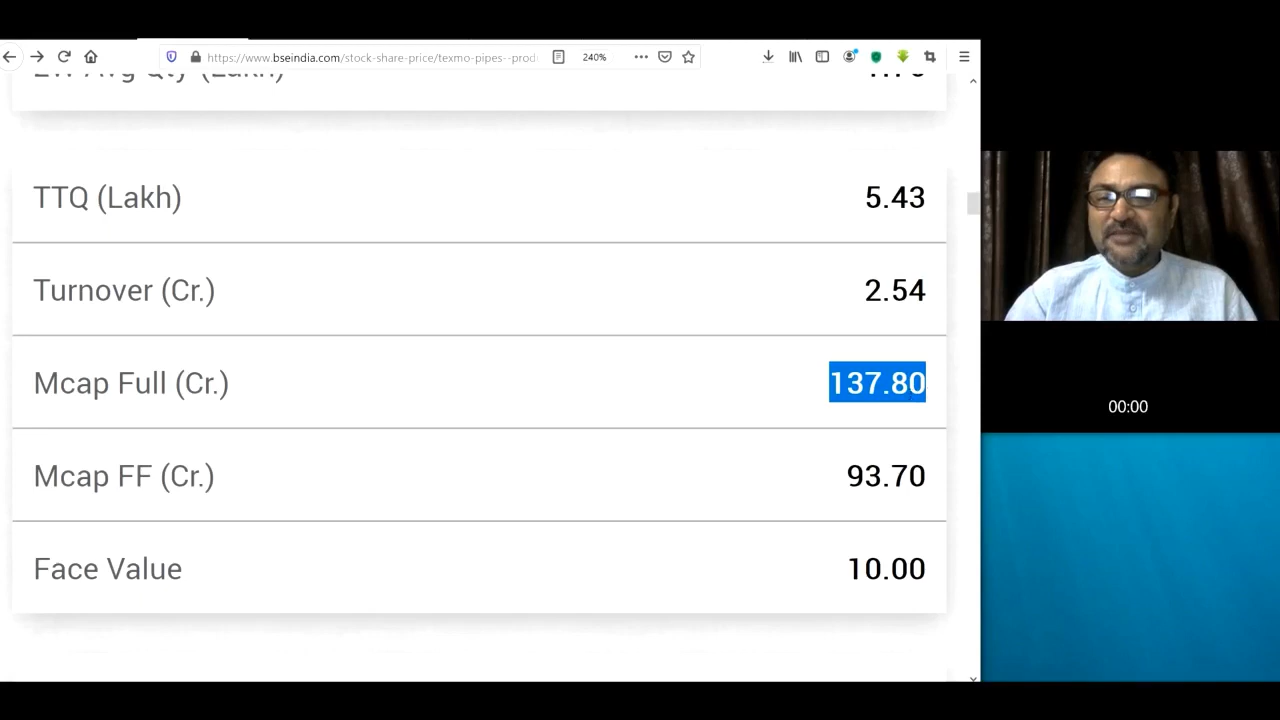 https://www.bseindia.com/stock-share-price/texmo-pipes--prod
240%
TTQ (Lakh) 5.43
Turnover (Cr.) 2.54
Mcap Full (Cr.) 137.80
Mcap FF (Cr.) 93.70
Face Value 10.00
00:00